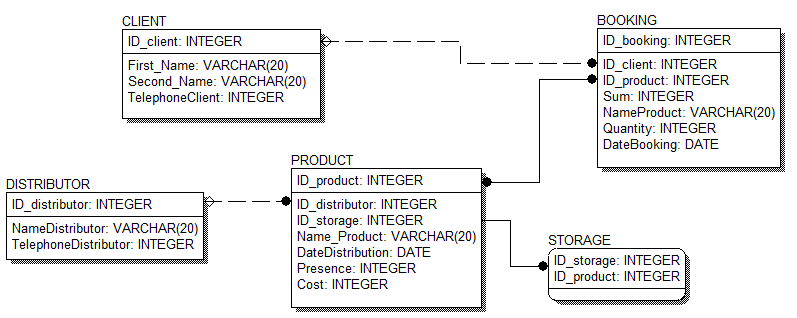 CLIENT
ID_client: INTEGER
First_Name: VARCHAR(20)
Second_Name: VARCHAR(20)
TelephoneClient: INTEGER
BOOKING
ID_booking: INTEGER
ID_client: INTEGER
ID_product: INTEGER
Sum: INTEGER
NameProduct: VARCHAR(20)
Quantity: INTEGER
DateBooking: DATE
DISTRIBUTOR
ID_distributor: INTEGER
NameDistributor: VARCHAR(20)
TelephoneDistributor: INTEGER
PRODUCT
ID_product: INTEGER
ID_distributor: INTEGER
ID_storage: INTEGER
Name_Product: VARCHAR(20)
DateDistribution: DATE
Presence: INTEGER
Cost: INTEGER
STORAGE
ID_storage: INTEGER
ID_product: INTEGER